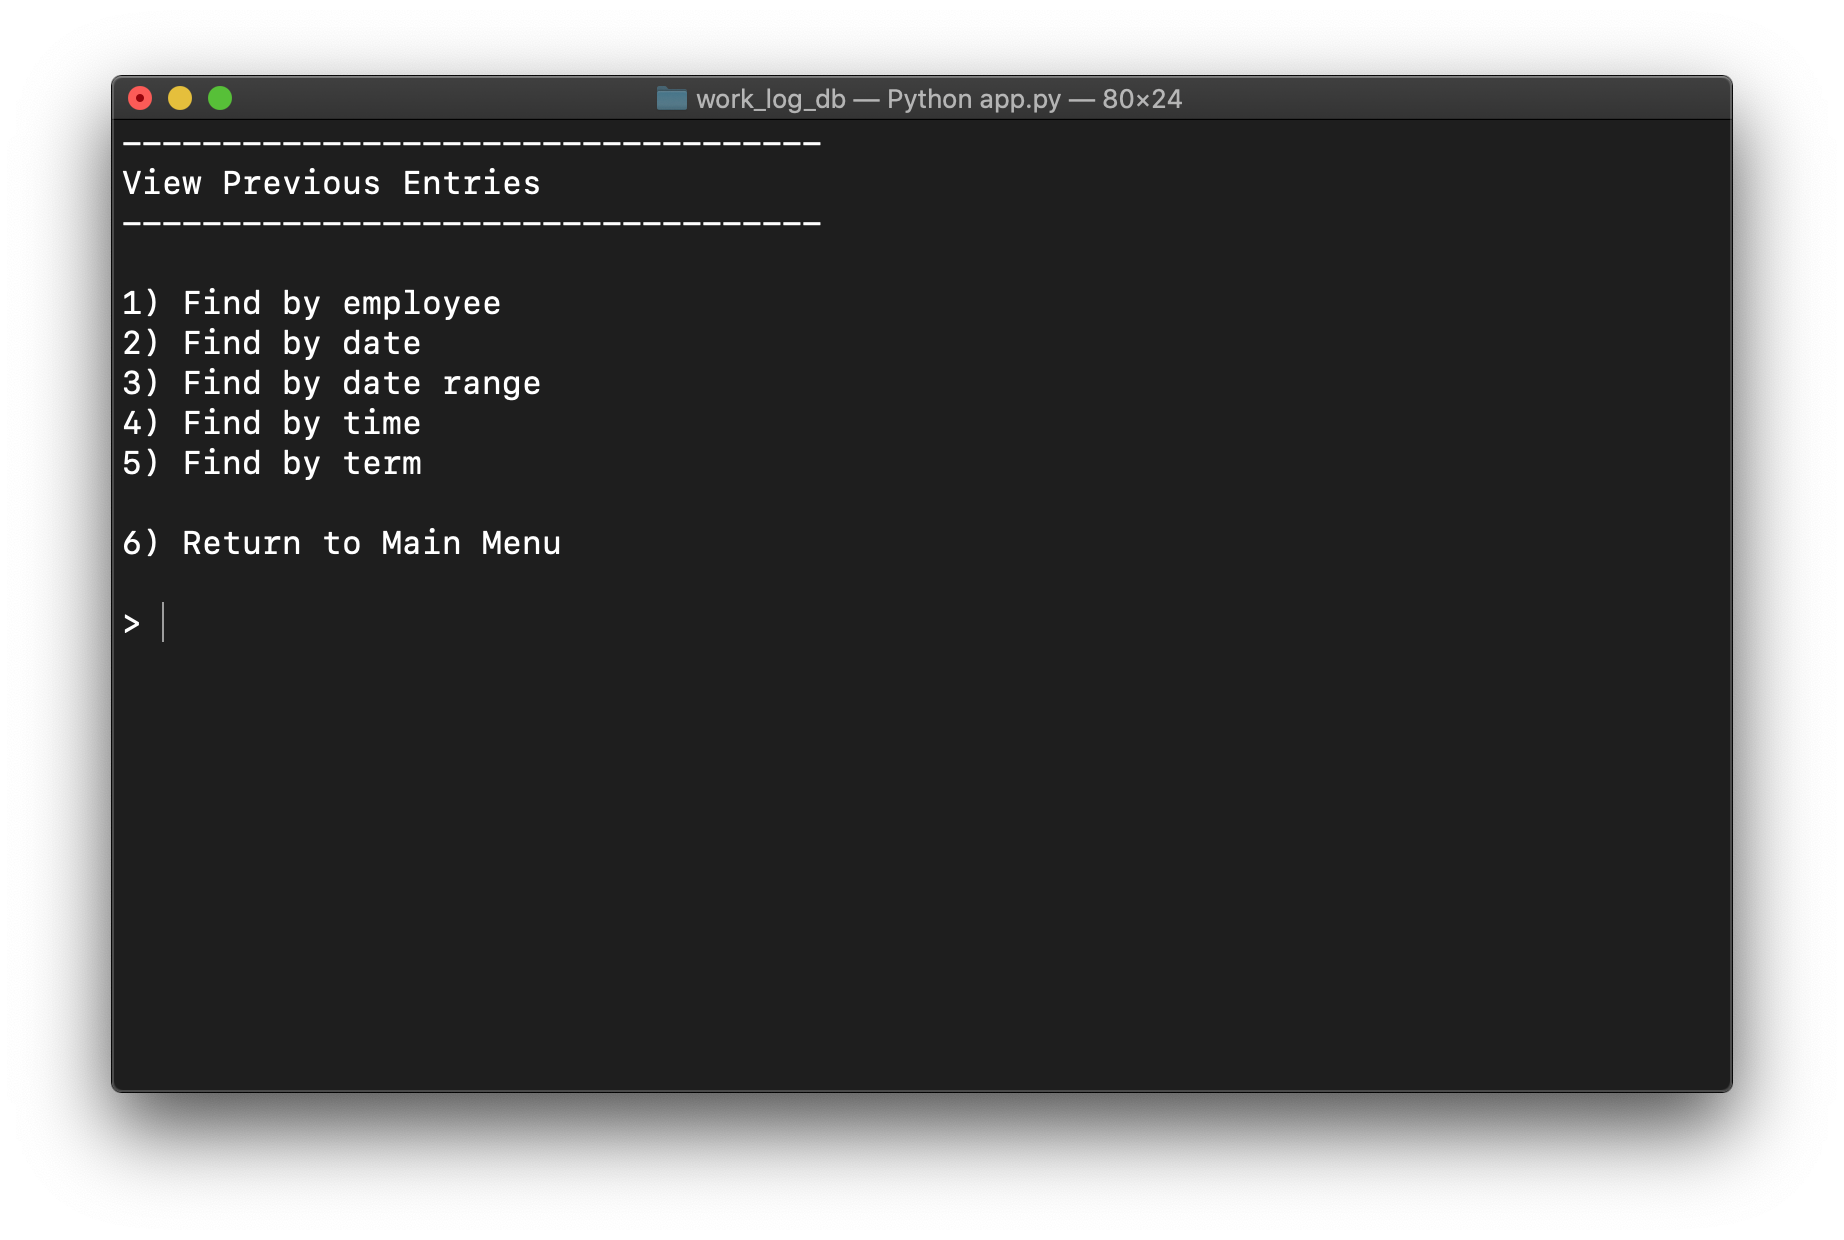 work_log_db — Python app.py — 80×24
-----------------------------------
View Previous Entries
-----------------------------------
1) Find by employee
2) Find by date
3) Find by date range
4) Find by time
5) Find by term
6) Return to Main Menu
>